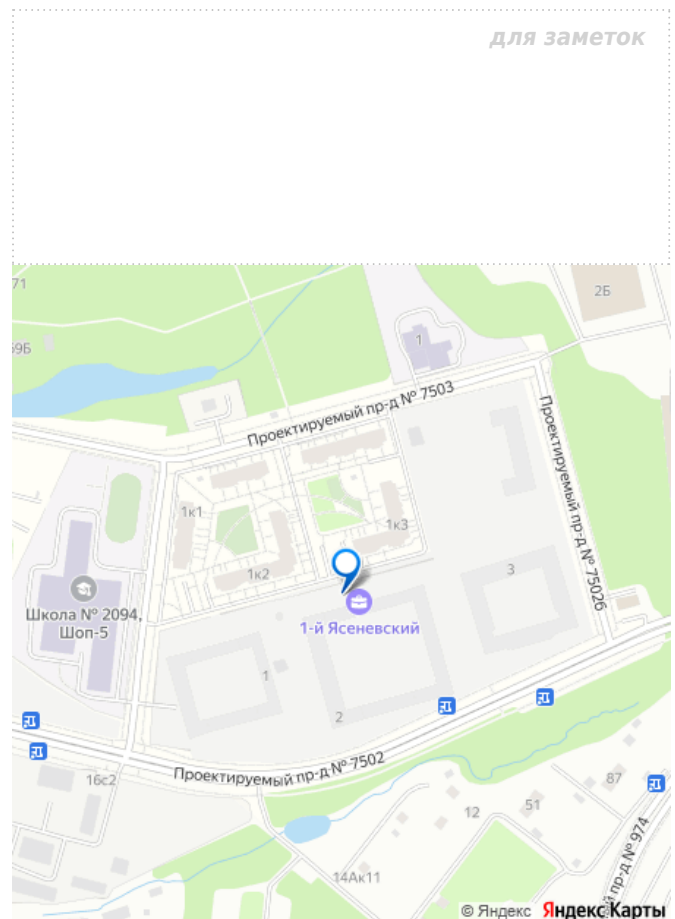 для заметок
71
2Б
69Б
1
Проектируемый пр-д № 7503
Проектируемый пр-д № 7502б
1к1
1к3
1к2
3
Школа № 2094,
Шоп-5
1-й Ясеневский
1
2
Проектируемый пр-д № 7502
16с2
87
51
12
14Ак11
ый пр-д № 974
© Яндекс Яндекс Карты